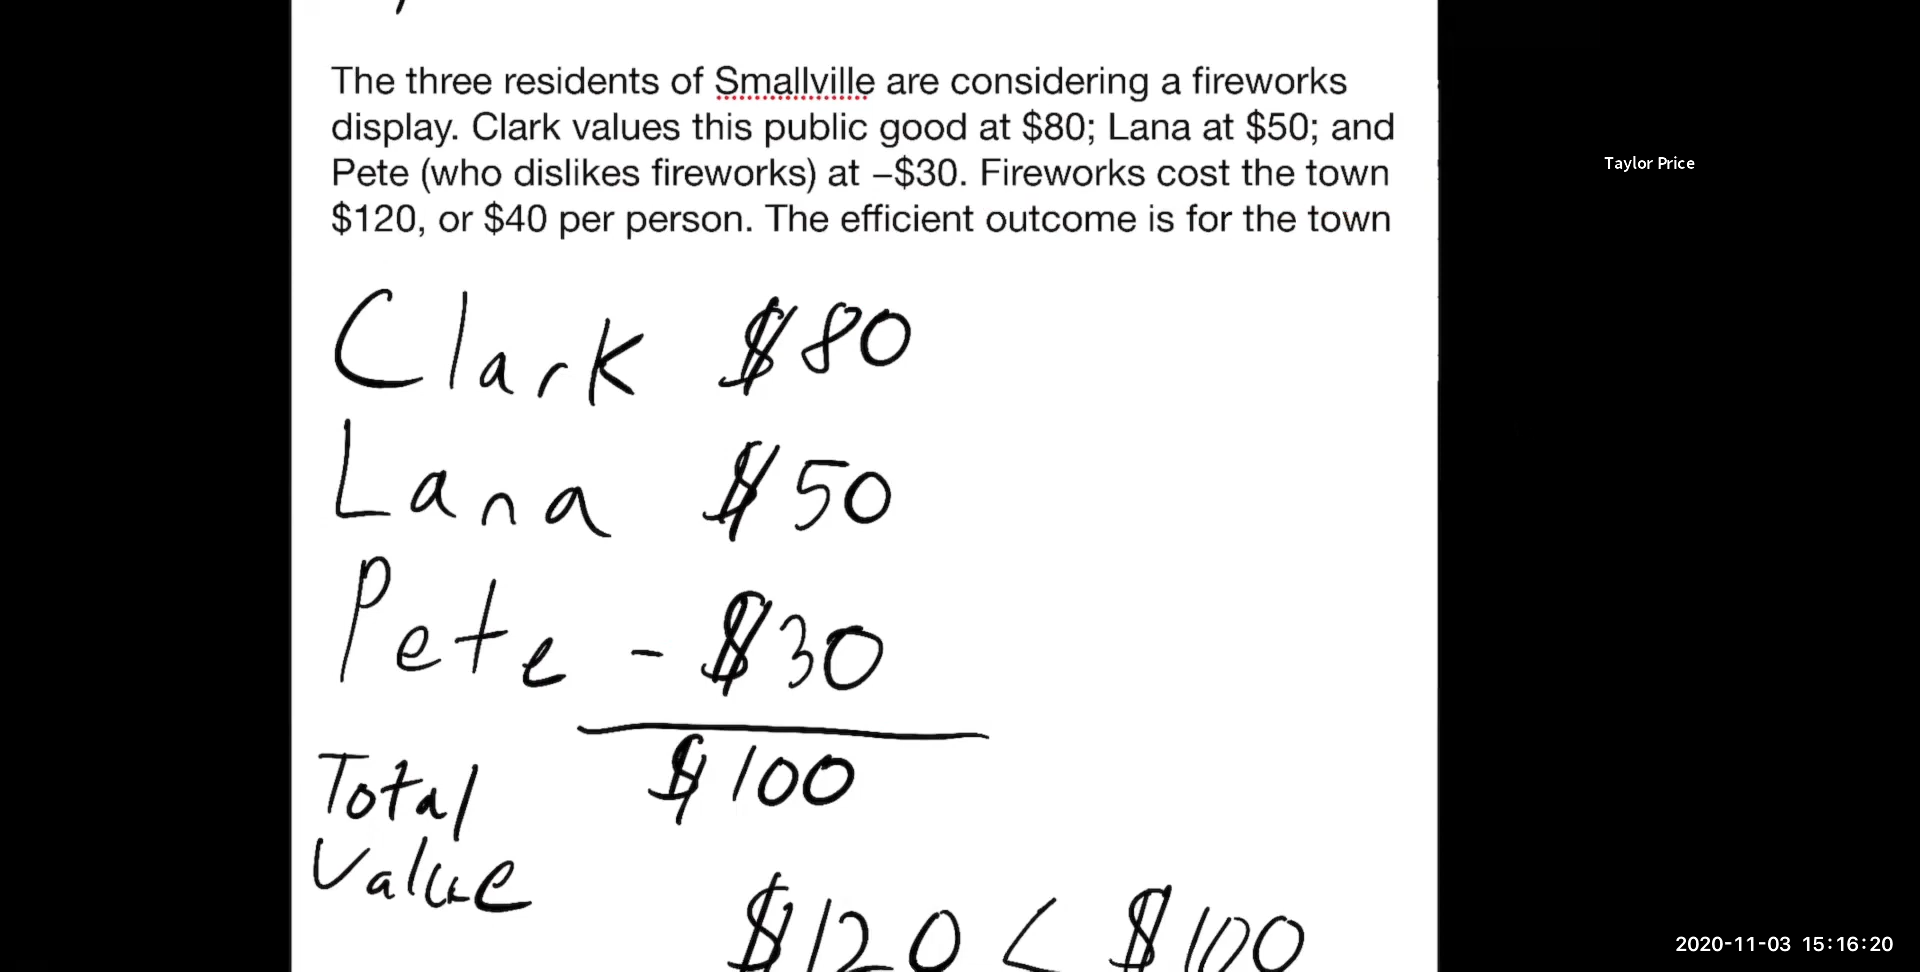 The three residents of Smallville are considering a fireworks
display. Clark values this public good at $80; Lana at $50; and
Pete (who dislikes fireworks) at –$30. Fireworks cost the town
$120, or $40 per person. The efficient outcome is for the town
Taylor Price
Clark $80
Lana $50
Pete - $30
Total $100
Value
$120 < $100
2020-11-03 15:16:20